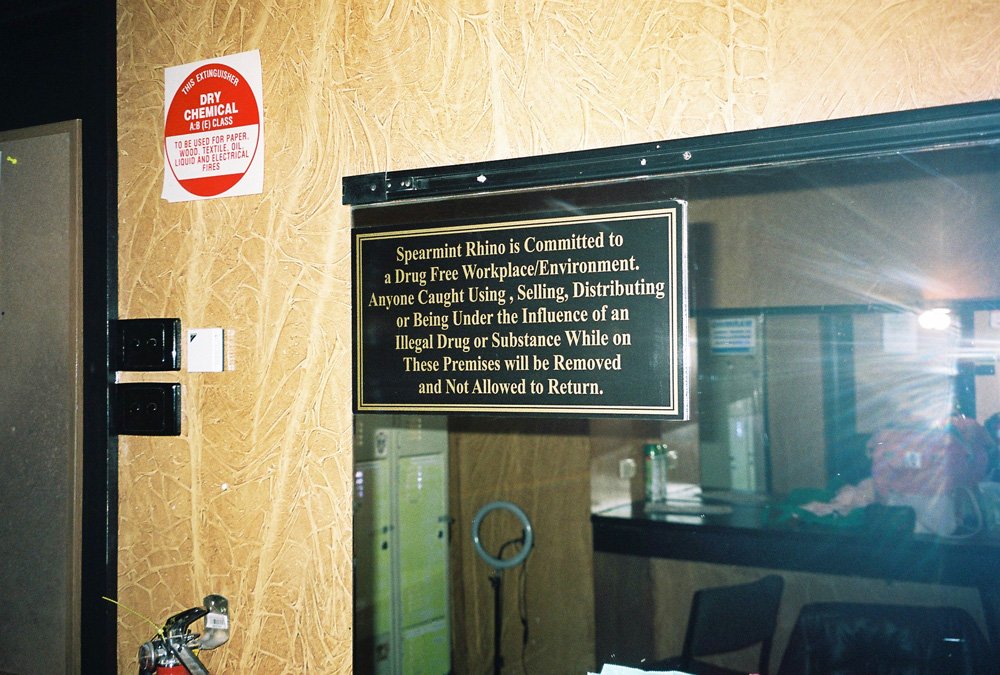 THIS EXTINGUISHER
DRY
CHEMICAL
A:B (E) CLASS
TO BE USED FOR PAPER,
WOOD, TEXTILE, OIL,
LIQUID AND ELECTRICAL
FIRES
Spearmint Rhino is Committed to
a Drug Free Workplace/Environment.
Anyone Caught Using , Selling, Distributing
or Being Under the Influence of an
Illegal Drug or Substance While on
These Premises will be Removed
and Not Allowed to Return.